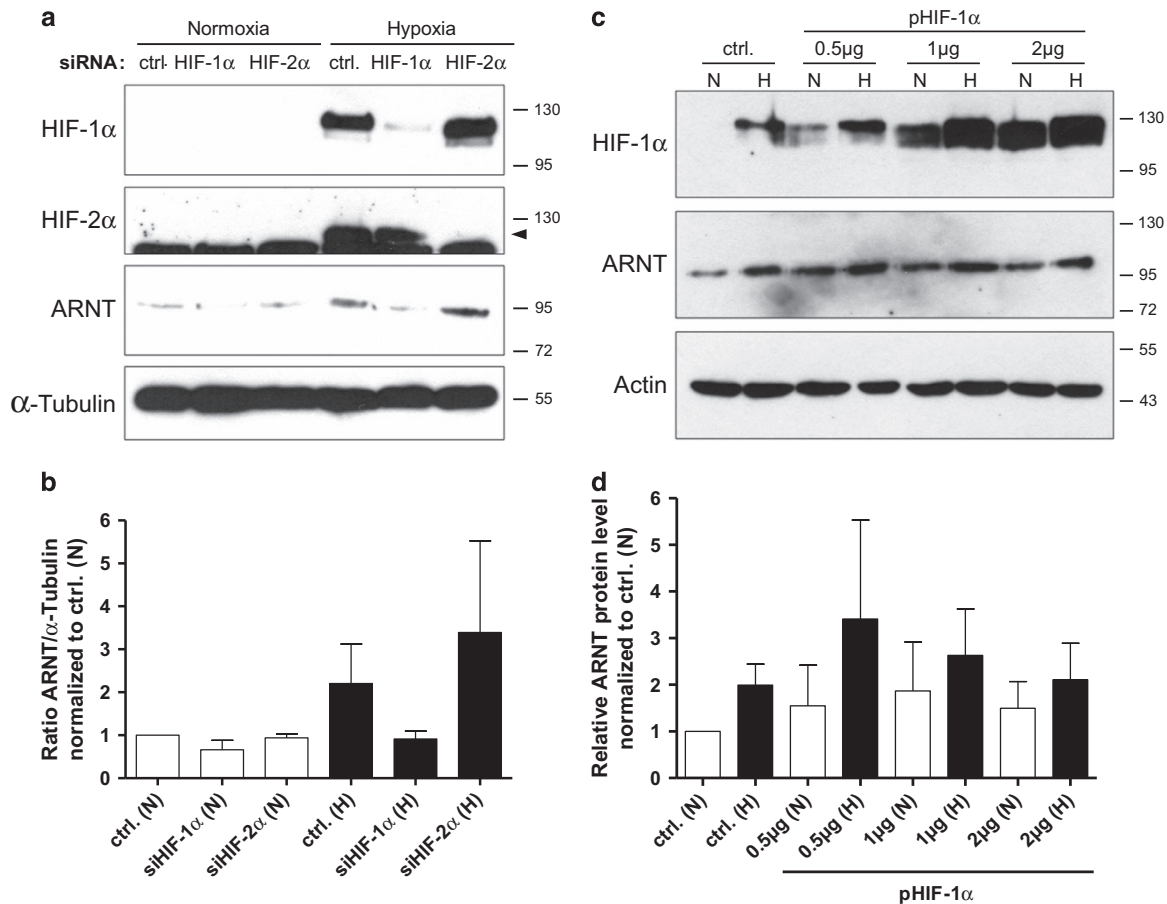 a
Normoxia Hypoxia
siRNA: ctrl. HIF-1α HIF-2α ctrl. HIF-1α HIF-2α
HIF-1α
130
95
HIF-2α
130
ARNT
95
72
α-Tubulin
55
b
Ratio ARNT/α-Tubulin
normalized to ctrl. (N)
6
5
4
3
2
1
0
ctrl. (N)
siHIF-1α (N)
siHIF-2α (N)
ctrl. (H)
siHIF-1α (H)
siHIF-2α (H)
c
pHIF-1α
ctrl. 0.5µg 1µg 2µg
N H N H N H N H
HIF-1α
130
95
ARNT
130
95
72
Actin
55
43
d
Relative ARNT protein level
normalized to ctrl. (N)
6
5
4
3
2
1
0
ctrl. (N)
ctrl. (H)
0.5µg (N)
0.5µg (H)
1µg (N)
1µg (H)
2µg (N)
2µg (H)
pHIF-1α